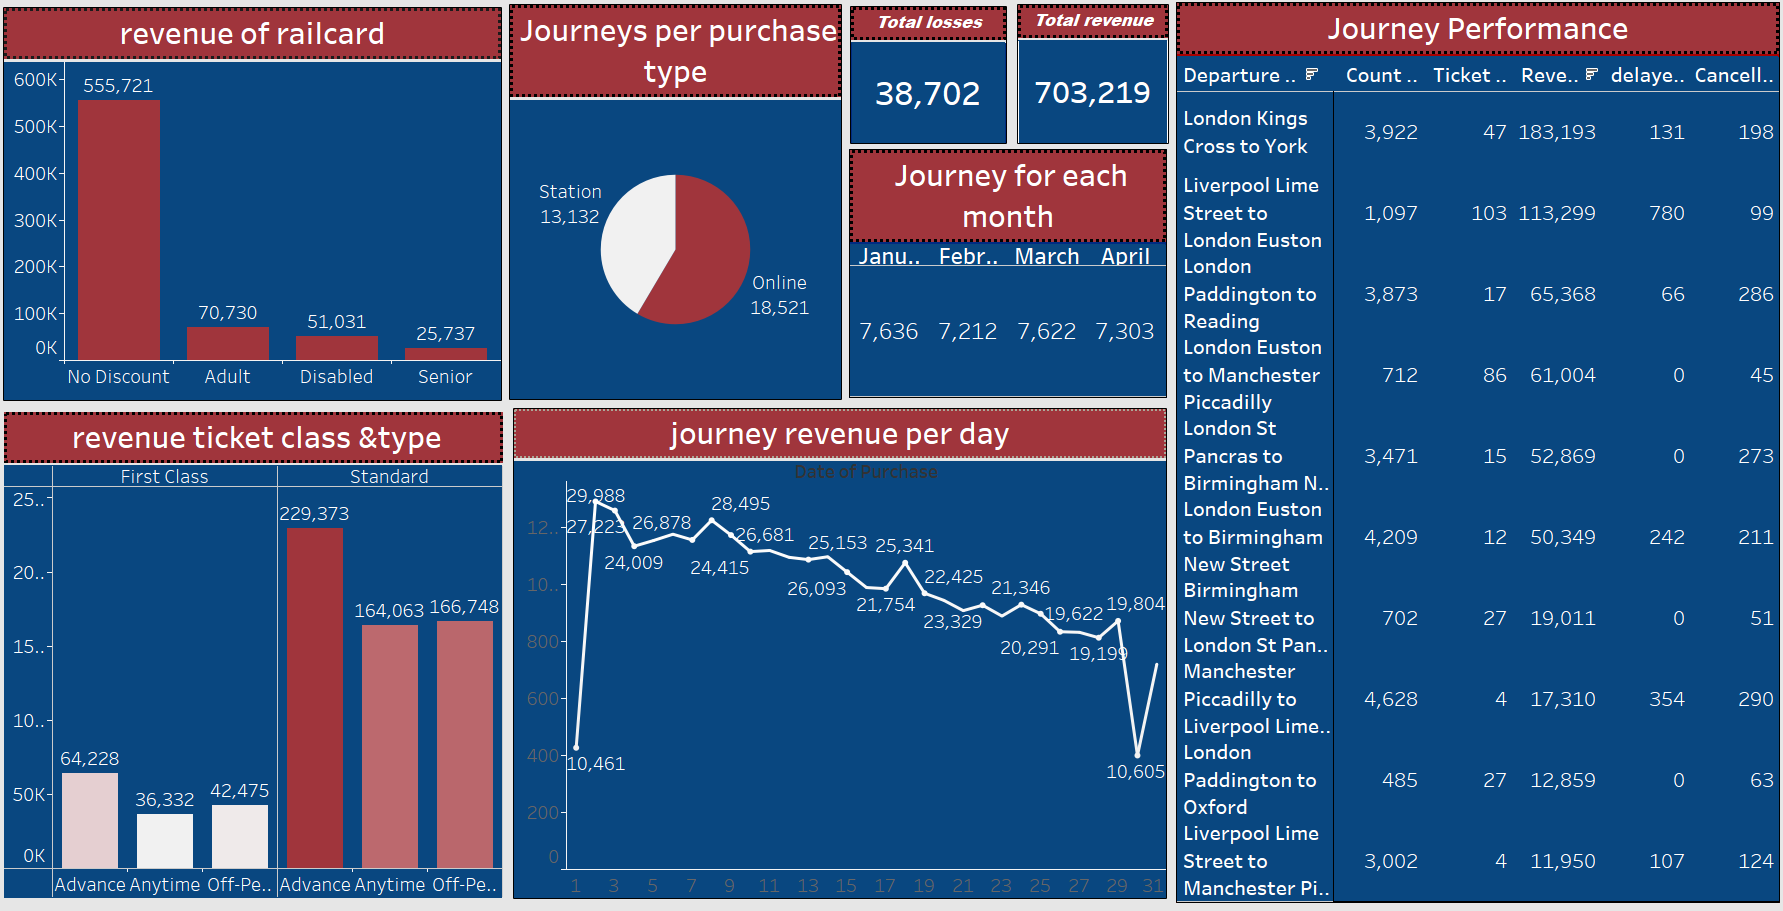 revenue of railcard
600K
500K
400K
300K
200K
100K
0K
555,721
70,730
51,031
25,737
No Discount
Adult
Disabled
Senior
Journeys per purchase
type
Station
13,132
Online
18,521
Total losses
38,702
Total revenue
703,219
Journey for each
month
Janu.. Febr.. March April
7,636 7,212 7,622 7,303
revenue ticket class &type
First Class
Standard
25..
20..
15..
10..
50K
0K
64,228
36,332
42,475
229,373
164,063
166,748
Advance Anytime Off-Pe.. Advance Anytime Off-Pe..
journey revenue per day
Date of Purchase
12..
10..
800
600
400
200
0
29,988
27,223
24,009
26,878
24,415
28,495
26,681
26,093
25,153
21,754
25,341
22,425
23,329
21,346
20,291
19,622
19,199
19,804
10,605
10,461
1 3 5 7 9 11 13 15 17 19 21 23 25 27 29 31
Journey Performance
Departure .. Count .. Ticket .. Reve.. delaye.. Cancell..
London Kings
Cross to York
3,922 47 183,193 131 198
Liverpool Lime
Street to
London Euston
1,097 103 113,299 780 99
London
Paddington to
Reading
3,873 17 65,368 66 286
London Euston
to Manchester
Piccadilly
712 86 61,004 0 45
London St
Pancras to
Birmingham N..
3,471 15 52,869 0 273
London Euston
to Birmingham
New Street
4,209 12 50,349 242 211
Birmingham
New Street to
London St Pan..
702 27 19,011 0 51
Manchester
Piccadilly to
Liverpool Lime..
4,628 4 17,310 354 290
London
Paddington to
Oxford
485 27 12,859 0 63
Liverpool Lime
Street to
Manchester Pi..
3,002 4 11,950 107 124